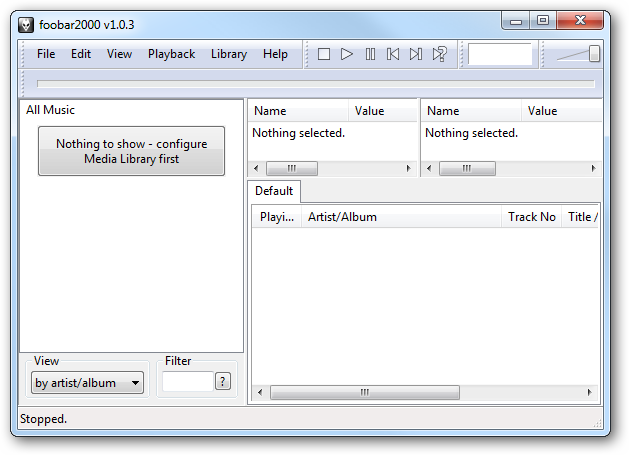 foobar2000 v1.0.3
File Edit View Playback Library Help
All Music
Nothing to show - configure
Media Library first
Name Value
Nothing selected.
Name Value
Nothing selected.
Default
Playi... Artist/Album Track No Title /
View
by artist/album
Filter
?
Stopped.